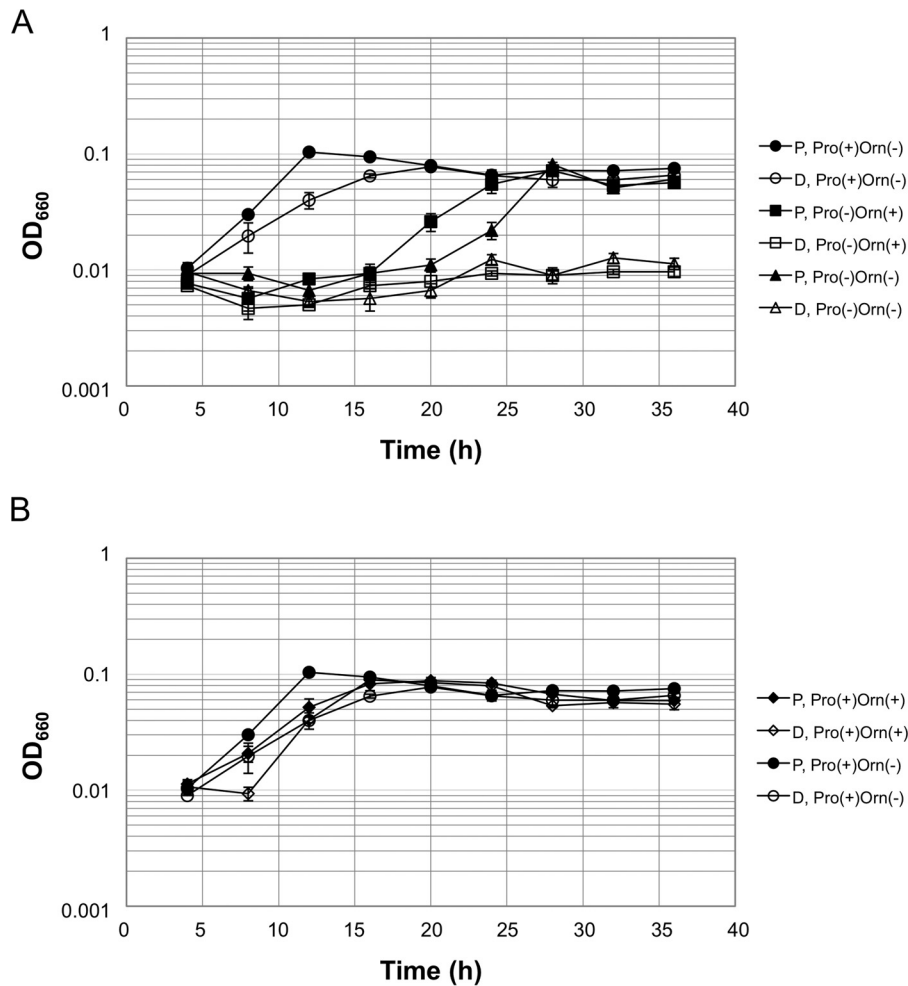 A
1
0.1
0.01
0.001
OD660
0 5 10 15 20 25 30 35 40
Time (h)
P, Pro(+)Orn(-)
D, Pro(+)Orn(-)
P, Pro(-)Orn(+)
D, Pro(-)Orn(+)
P, Pro(-)Orn(-)
D, Pro(-)Orn(-)
B
1
0.1
0.01
0.001
OD660
0 5 10 15 20 25 30 35 40
Time (h)
P, Pro(+)Orn(+)
D, Pro(+)Orn(+)
P, Pro(+)Orn(-)
D, Pro(+)Orn(-)